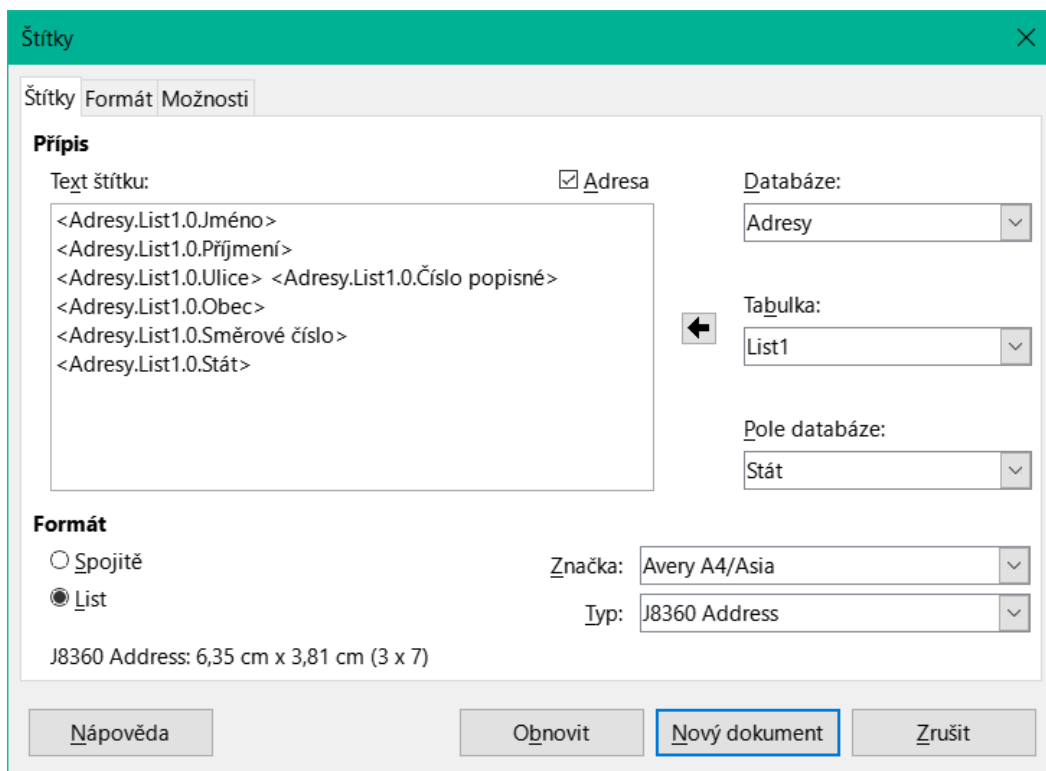 Štítky
Štítky Formát Možnosti
Přípis
Text štítku:
Adresa
<Adresy.List1.0.Jméno>
<Adresy.List1.0.Příjmení>
<Adresy.List1.0.Ulice> <Adresy.List1.0.Číslo popisné>
<Adresy.List1.0.Obec>
<Adresy.List1.0.Směrové číslo>
<Adresy.List1.0.Stát>
Databáze:
Adresy
Tabulka:
List1
Pole databáze:
Stát
Formát
Spojitě
List
Značka: Avery A4/Asia
Typ: J8360 Address
J8360 Address: 6,35 cm x 3,81 cm (3 x 7)
Nápověda Obnovit Nový dokument Zrušit